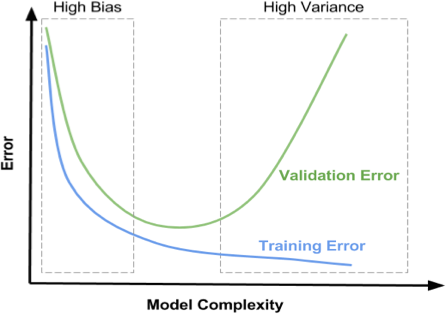 High Bias
High Variance
Error
Validation Error
Training Error
Model Complexity